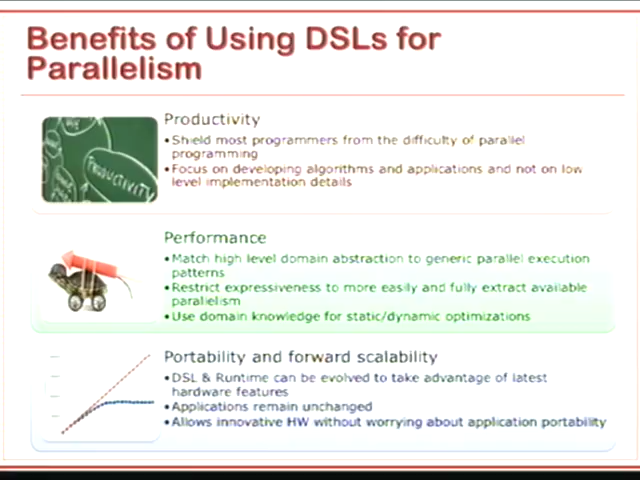 Benefits of Using DSLs for
Parallelism
Productivity
•Shield most programmers from the difficulty of parallel
programming
•Focus on developing algorithms and applications and not on low
level implementation details
PRODUCTIVITY
Performance
•Match high level domain abstraction to generic parallel execution
patterns
•Restrict expressiveness to more easily and fully extract available
parallelism
•Use domain knowledge for static/dynamic optimizations
Portability and forward scalability
•DSL & Runtime can be evolved to take advantage of latest
hardware features
•Applications remain unchanged
•Allows innovative HW without worrying about application portability